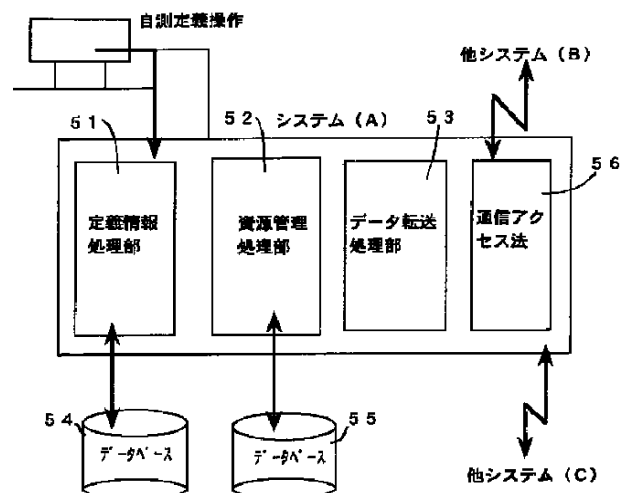 自測定義操作
他システム（B）
51
52
システム（A）
53
56
定義情報
処理部
資源管理
処理部
データ転送
処理部
通信アク
セス法
54
データベース
55
データベース
他システム（C）